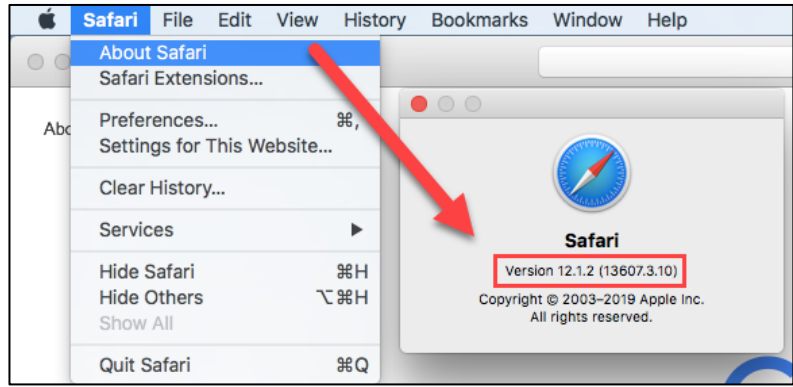 Safari File Edit View History Bookmarks Window Help
About Safari
Safari Extensions...
Preferences... ⌘,
Settings for This Website...
Clear History...
Services ▶
Hide Safari ⌘H
Hide Others ⌥⌘H
Show All
Quit Safari ⌘Q
Abo
Safari
Version 12.1.2 (13607.3.10)
Copyright © 2003–2019 Apple Inc.
All rights reserved.